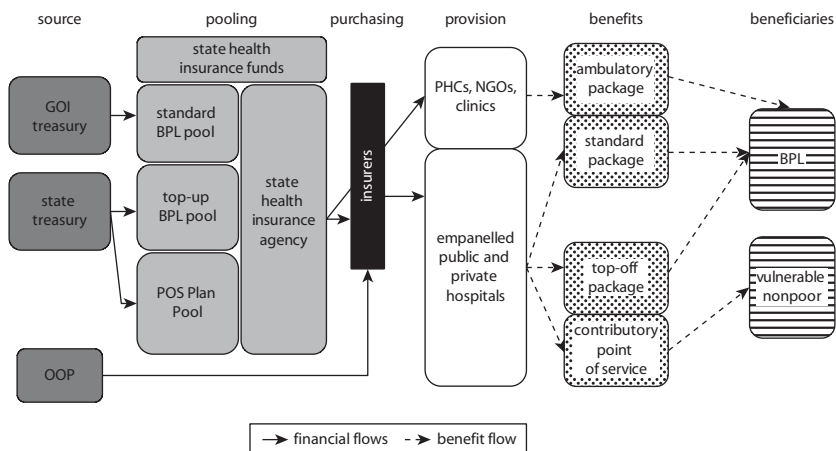 source
pooling
purchasing
provision
benefits
beneficiaries
state health
insurance funds
GOI
treasury
standard
BPL pool
state
treasury
top-up
BPL pool
POS Plan
Pool
state
health
insurance
agency
OOP
insurers
PHCs, NGOs,
clinics
empanelled
public and
private
hospitals
ambulatory
package
standard
package
top-off
package
contributory
point
of service
BPL
vulnerable
nonpoor
financial flows
benefit flow